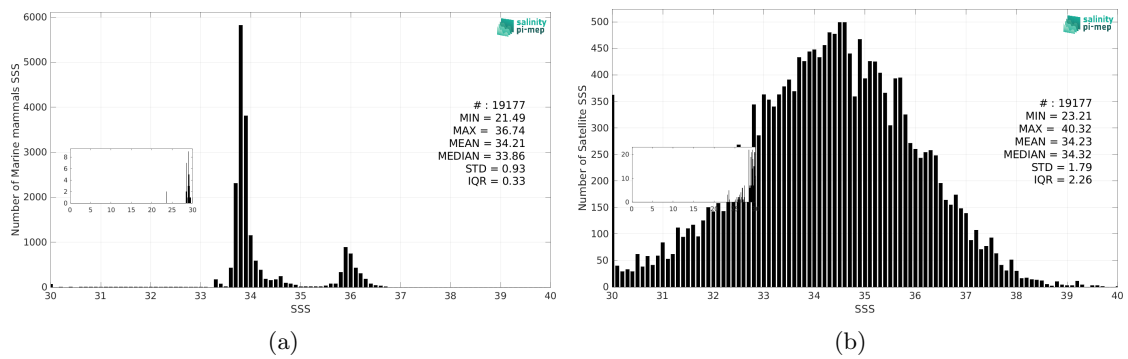 6000
5000
4000
3000
2000
1000
0
Number of Marine mammals SSS
salinity
pi-mep
# : 19177
MIN = 21.49
MAX = 36.74
MEAN = 34.21
MEDIAN = 33.86
STD = 0.93
IQR = 0.33
8
6
4
2
0
0 5 10 15 20 25 30
30 31 32 33 34 35 36 37 38 39 40
SSS
(a)
500
450
400
350
300
250
200
150
100
50
0
Number of Satellite SSS
salinity
pi-mep
# : 19177
MIN = 23.21
MAX = 40.32
MEAN = 34.23
MEDIAN = 34.32
STD = 1.79
IQR = 2.26
20
10
0
0 5 10 15 20
30 31 32 33 34 35 36 37 38 39 40
SSS
(b)